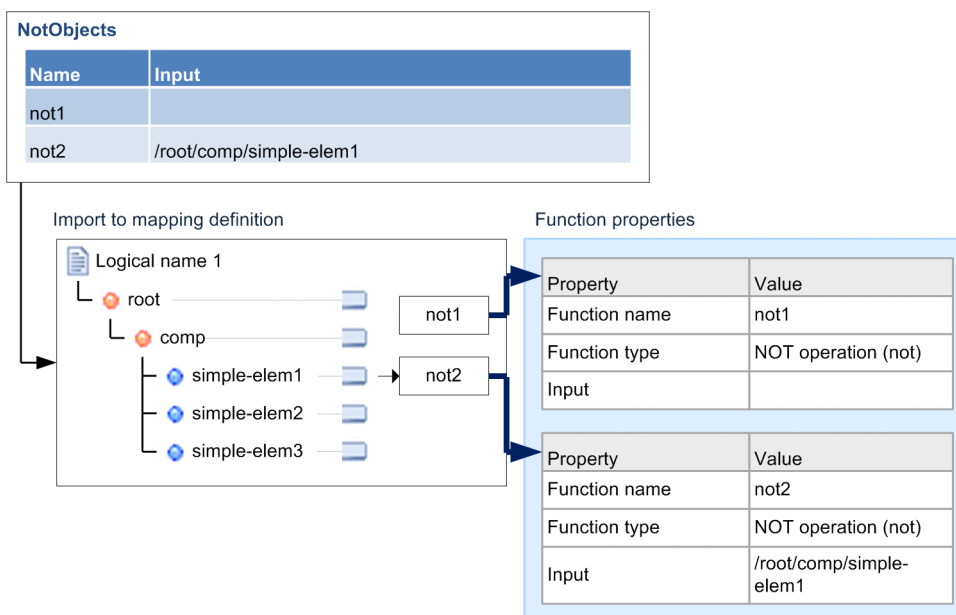 NotObjects
Name Input
not1
not2 /root/comp/simple-elem1
Import to mapping definition
Function properties
Logical name 1
root
comp
simple-elem1
simple-elem2
simple-elem3
not1
not2
Property Value
Function name not1
Function type NOT operation (not)
Input
Property Value
Function name not2
Function type NOT operation (not)
Input /root/comp/simple-
elem1